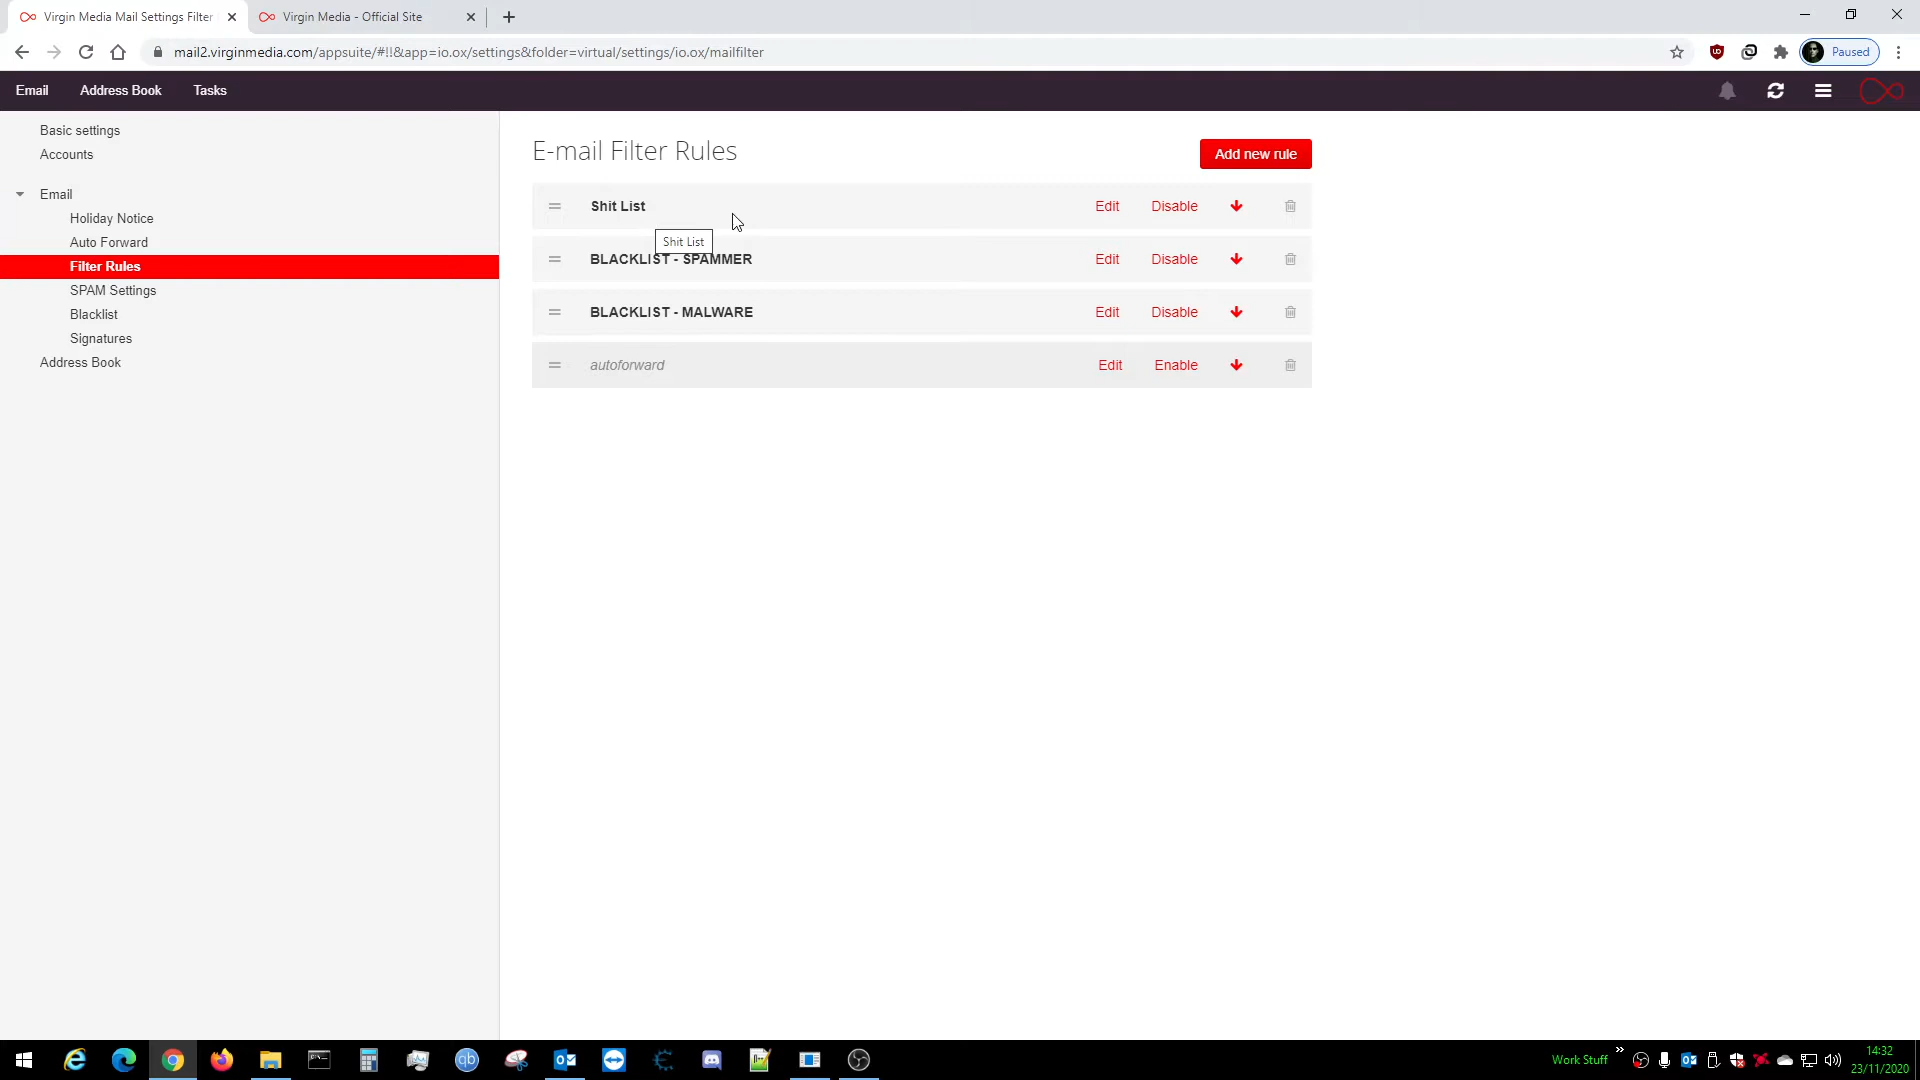 Virgin Media Mail Settings Filter
Virgin Media - Official Site
mail2.virginmedia.com/appsuite/#!!&app=io.ox/settings&folder=virtual/settings/io.ox/mailfilter
Paused
Email Address Book Tasks
Basic settings
Accounts
Email
Holiday Notice
Auto Forward
Filter Rules
SPAM Settings
Blacklist
Signatures
Address Book
E-mail Filter Rules
Add new rule
Shit List Edit Disable
Shit List
BLACKLIST - SPAMMER Edit Disable
BLACKLIST - MALWARE Edit Disable
autoforward Edit Enable
Work Stuff
14:32
23/11/2020